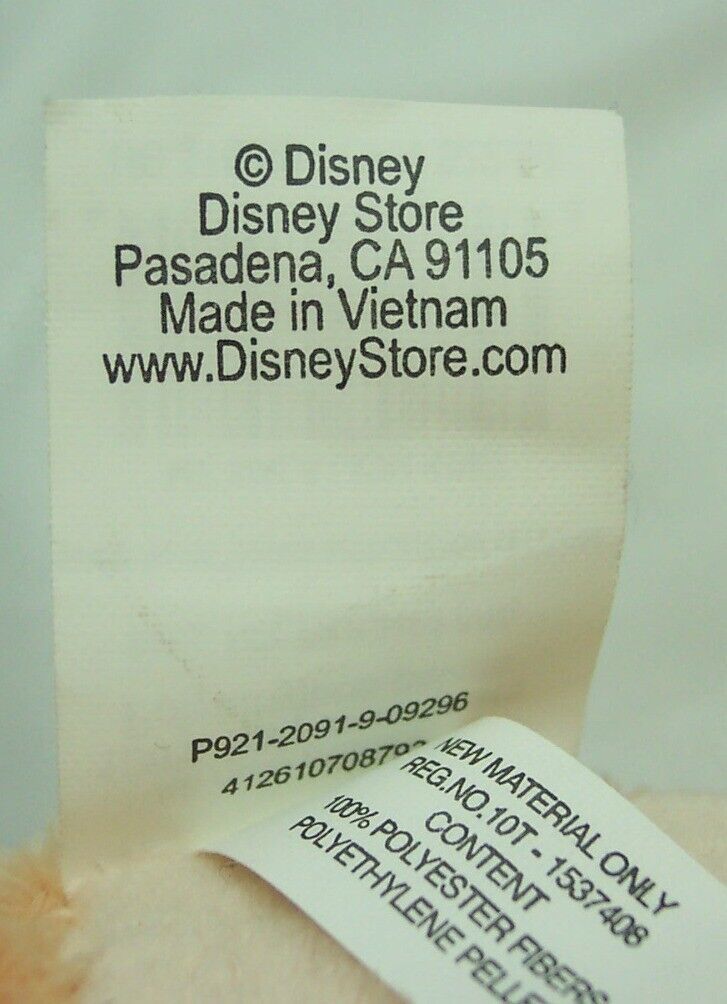 © Disney
Disney Store
Pasadena, CA 91105
Made in Vietnam
www.DisneyStore.com
P921-2091-9-09296
NEW MATERIAL ONLY
REG.NO.10T - 1537408
CONTENT
100% POLYESTER FIBERS
POLYETHYLENE